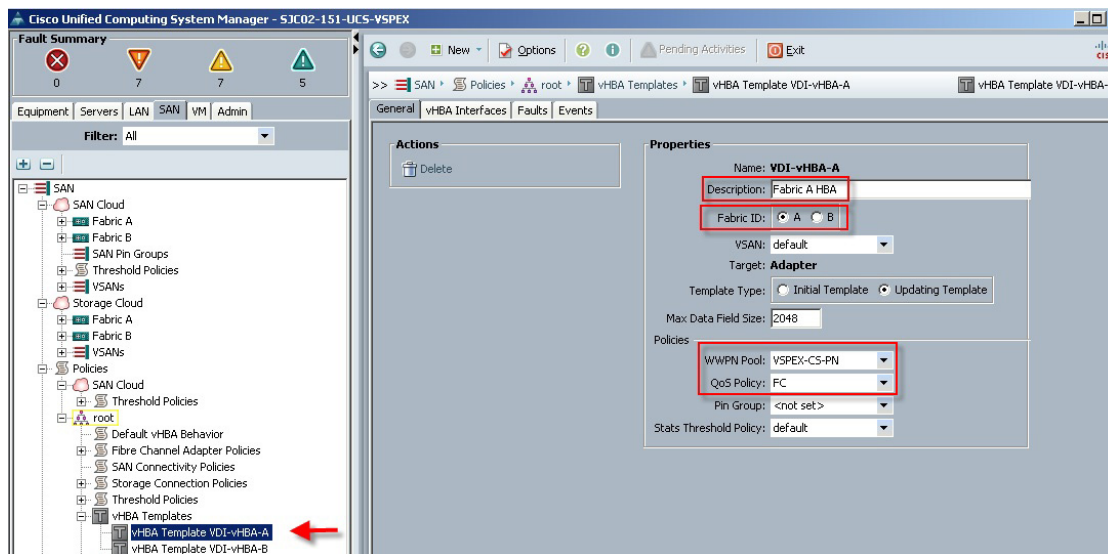 Cisco Unified Computing System Manager - SJC02-151-UCS-VSPEX
Fault Summary
0 7 7 5
New Options Pending Activities Exit
>> SAN Policies root vHBA Templates vHBA Template VDI-vHBA-A vHBA Template VDI-vHBA-
Equipment Servers LAN SAN VM Admin
Filter: All
SAN
SAN Cloud
Fabric A
Fabric B
SAN Pin Groups
Threshold Policies
VSANs
Storage Cloud
Fabric A
Fabric B
VSANs
Policies
SAN Cloud
Threshold Policies
root
Default vHBA Behavior
Fibre Channel Adapter Policies
SAN Connectivity Policies
Storage Connection Policies
Threshold Policies
vHBA Templates
vHBA Template VDI-vHBA-A
vHBA Template VDI-vHBA-B
General vHBA Interfaces Faults Events
Actions
Delete
Properties
Name: VDI-vHBA-A
Description: Fabric A HBA
Fabric ID: A B
VSAN: default
Target: Adapter
Template Type: Initial Template Updating Template
Max Data Field Size: 2048
Policies
WWPN Pool: VSPEX-CS-PN
QoS Policy: FC
Pin Group: <not set>
Stats Threshold Policy: default